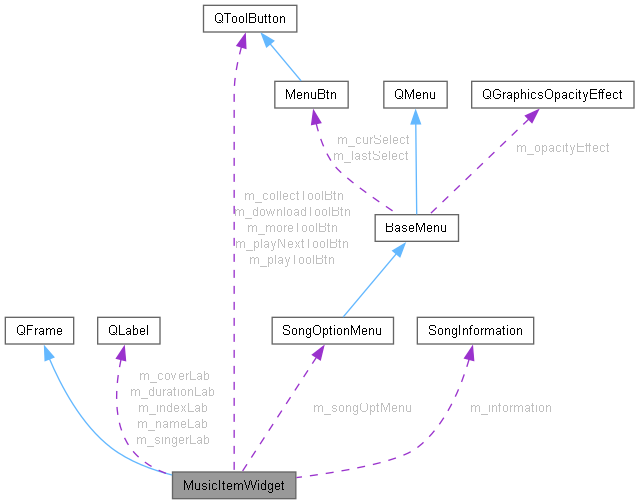 QToolButton
MenuBtn
QMenu
QGraphicsOpacityEffect
m_curSelect
m_lastSelect
m_opacityEffect
m_collectToolBtn
m_downloadToolBtn
m_moreToolBtn
m_playNextToolBtn
m_playToolBtn
BaseMenu
QFrame
QLabel
SongOptionMenu
SongInformation
m_coverLab
m_durationLab
m_indexLab
m_nameLab
m_singerLab
m_songOptMenu
m_information
MusicItemWidget